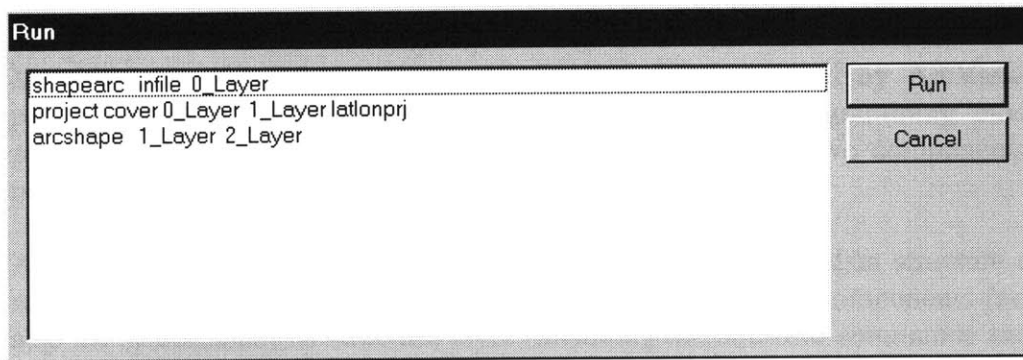 Run
shapearc infile 0_Layer
project cover 0_Layer 1_Layer latlonprj
arcshape 1_Layer 2_Layer
Run
Cancel